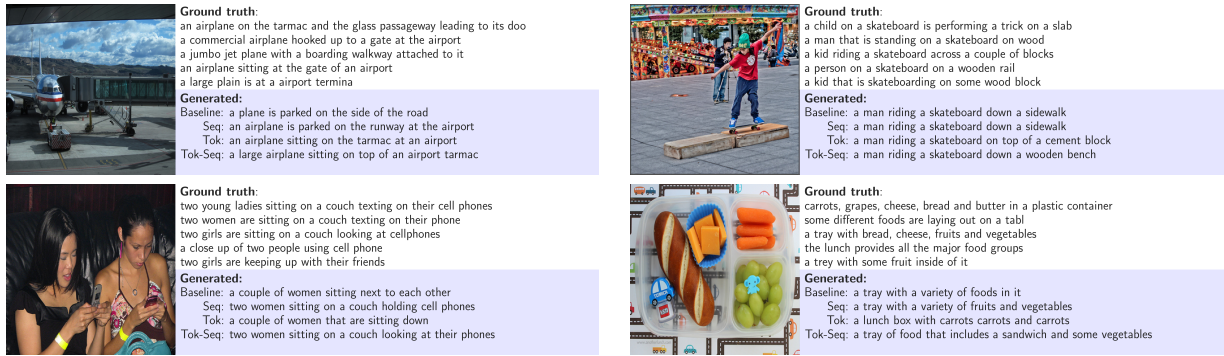 Ground truth:
an airplane on the tarmac and the glass passageway leading to its doo
a commercial airplane hooked up to a gate at the airport
a jumbo jet plane with a boarding walkway attached to it
an airplane sitting at the gate of an airport
a large plain is at a airport termina
Generated:
Baseline: a plane is parked on the side of the road
Seq: an airplane is parked on the runway at the airport
Tok: an airplane sitting on the tarmac at an airport
Tok-Seq: a large airplane sitting on top of an airport tarmac
Ground truth:
a child on a skateboard is performing a trick on a slab
a man that is standing on a skateboard on wood
a kid riding a skateboard across a couple of blocks
a person on a skateboard on a wooden rail
a kid that is skateboarding on some wood block
Generated:
Baseline: a man riding a skateboard down a sidewalk
Seq: a man riding a skateboard down a sidewalk
Tok: a man riding a skateboard on top of a cement block
Tok-Seq: a man riding a skateboard down a wooden bench
Ground truth:
two young ladies sitting on a couch texting on their cell phones
two women are sitting on a couch texting on their phone
two girls are sitting on a couch looking at cellphones
a close up of two people using cell phone
two girls are keeping up with their friends
Generated:
Baseline: a couple of women sitting next to each other
Seq: two women sitting on a couch holding cell phones
Tok: a couple of women that are sitting down
Tok-Seq: two women sitting on a couch looking at their phones
Ground truth:
carrots, grapes, cheese, bread and butter in a plastic container
some different foods are laying out on a tabl
a tray with bread, cheese, fruits and vegetables
the lunch provides all the major food groups
a trey with some fruit inside of it
Generated:
Baseline: a tray with a variety of foods in it
Seq: a tray with a variety of fruits and vegetables
Tok: a lunch box with carrots carrots and carrots
Tok-Seq: a tray of food that includes a sandwich and some vegetables